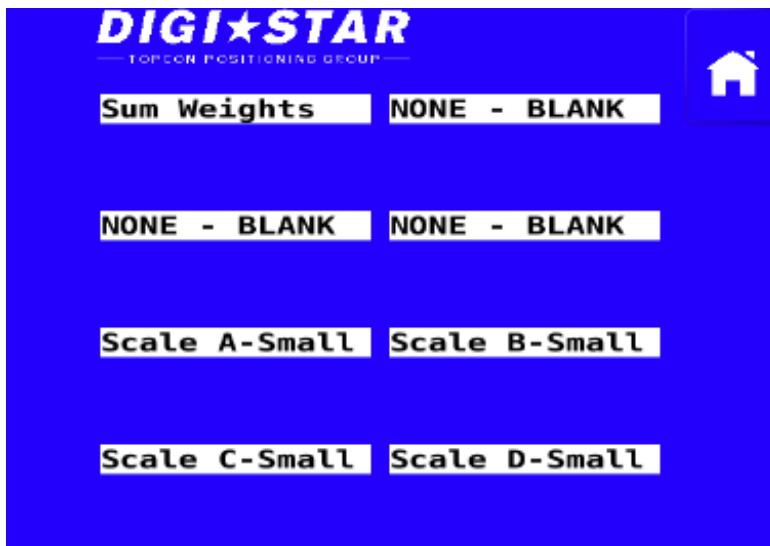 DIGI★STAR
TOPCON POSITIONING GROUP
Sum Weights NONE - BLANK
NONE - BLANK NONE - BLANK
Scale A-Small Scale B-Small
Scale C-Small Scale D-Small